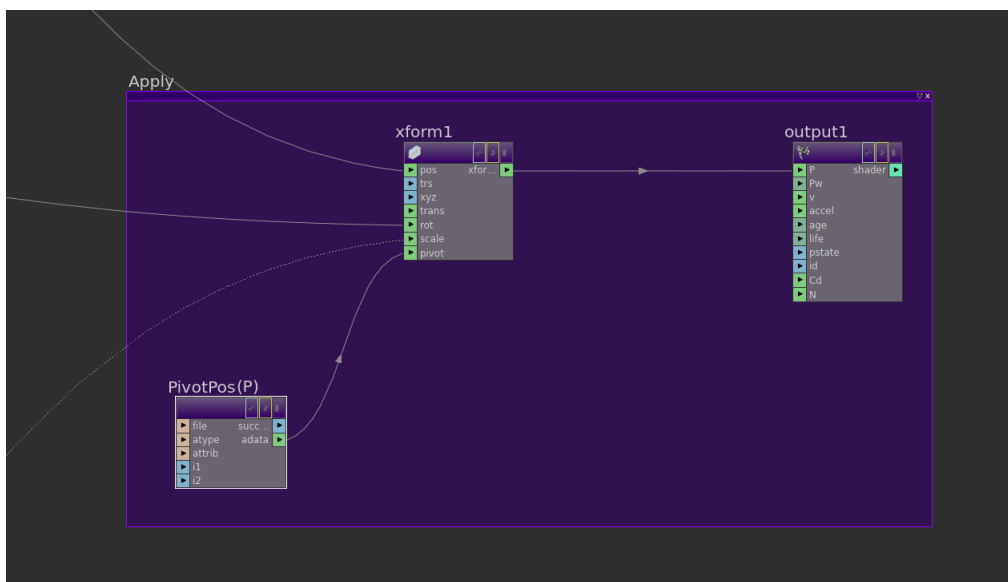 Apply
xform1
pos xfor...
trs
xyz
trans
rot
scale
pivot
output1
P shader
Pw
v
accel
age
life
pstate
id
Cd
N
PivotPos(P)
file succ...
atype adata
attrib
i1
i2